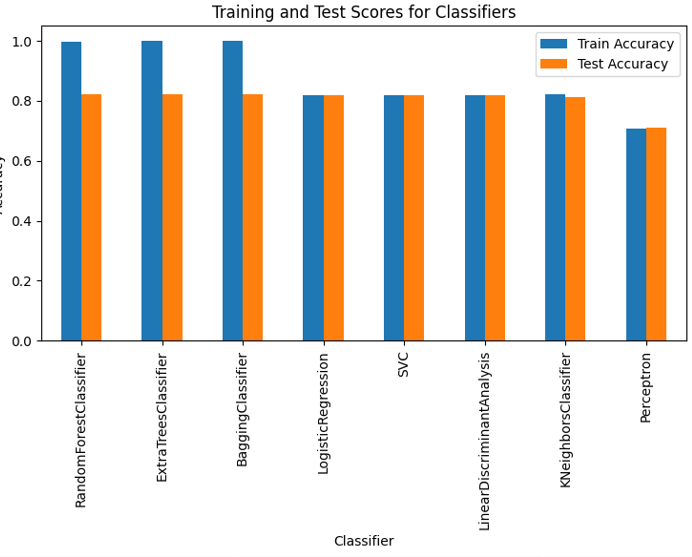 Training and Test Scores for Classifiers
Train Accuracy
Test Accuracy
1.0
0.8
0.6
0.4
0.2
0.0
RandomForestClassifier
ExtraTreesClassifier
BaggingClassifier
LogisticRegression
SVC
LinearDiscriminantAnalysis
KNeighborsClassifier
Perceptron
Classifier